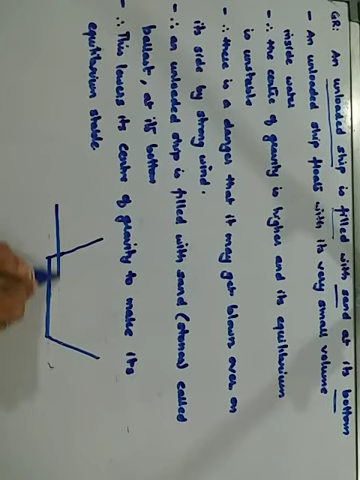 GR: An unloaded ship is filled with sand at its bottom
- An unloaded ship floats with its very small volume
inside water
- ∴ the centre of gravity is higher and its equilibrium
is unstable
- ∴ there is a danger that it may get blown over on
its side by strong wind.
- ∴ an unloaded ship is filled with sand (stones) called
ballast, at its bottom
- ∴ This lowers its centre of gravity to make its
equilibrium stable